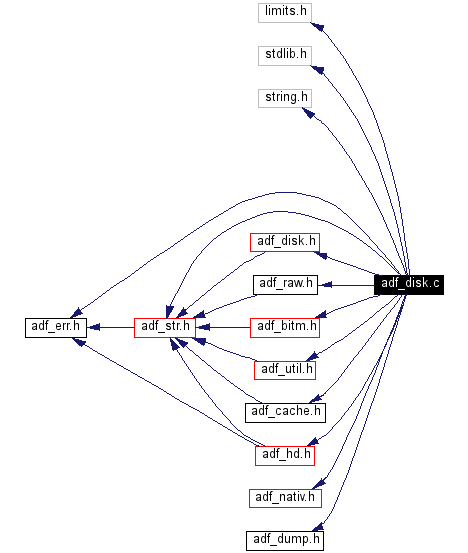 limits.h
stdlib.h
string.h
adf_disk.h
adf_disk.c
adf_raw.h
adf_err.h
adf_str.h
adf_bitm.h
adf_util.h
adf_cache.h
adf_hd.h
adf_nativ.h
adf_dump.h